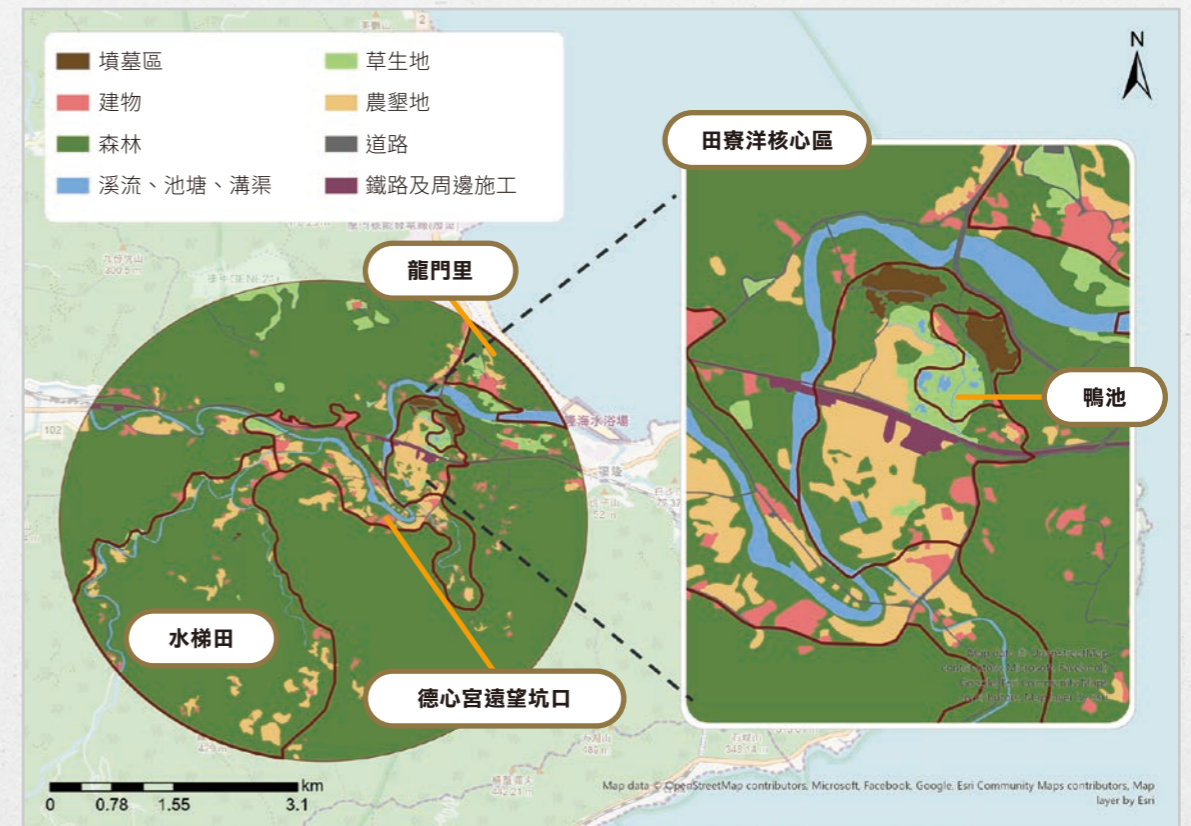 墳墓區
建物
森林
溪流、池塘、溝渠
草生地
農墾地
道路
鐵路及周邊施工
N
2
田寮洋核心區
龍門里
鴨池
102
水梯田
德心宮遠望坑口
km
0 0.78 1.55 3.1
Map data © OpenStreetMap contributors, Microsoft, Facebook, Google, Esri Community Maps contributors, Map
layer by Esri